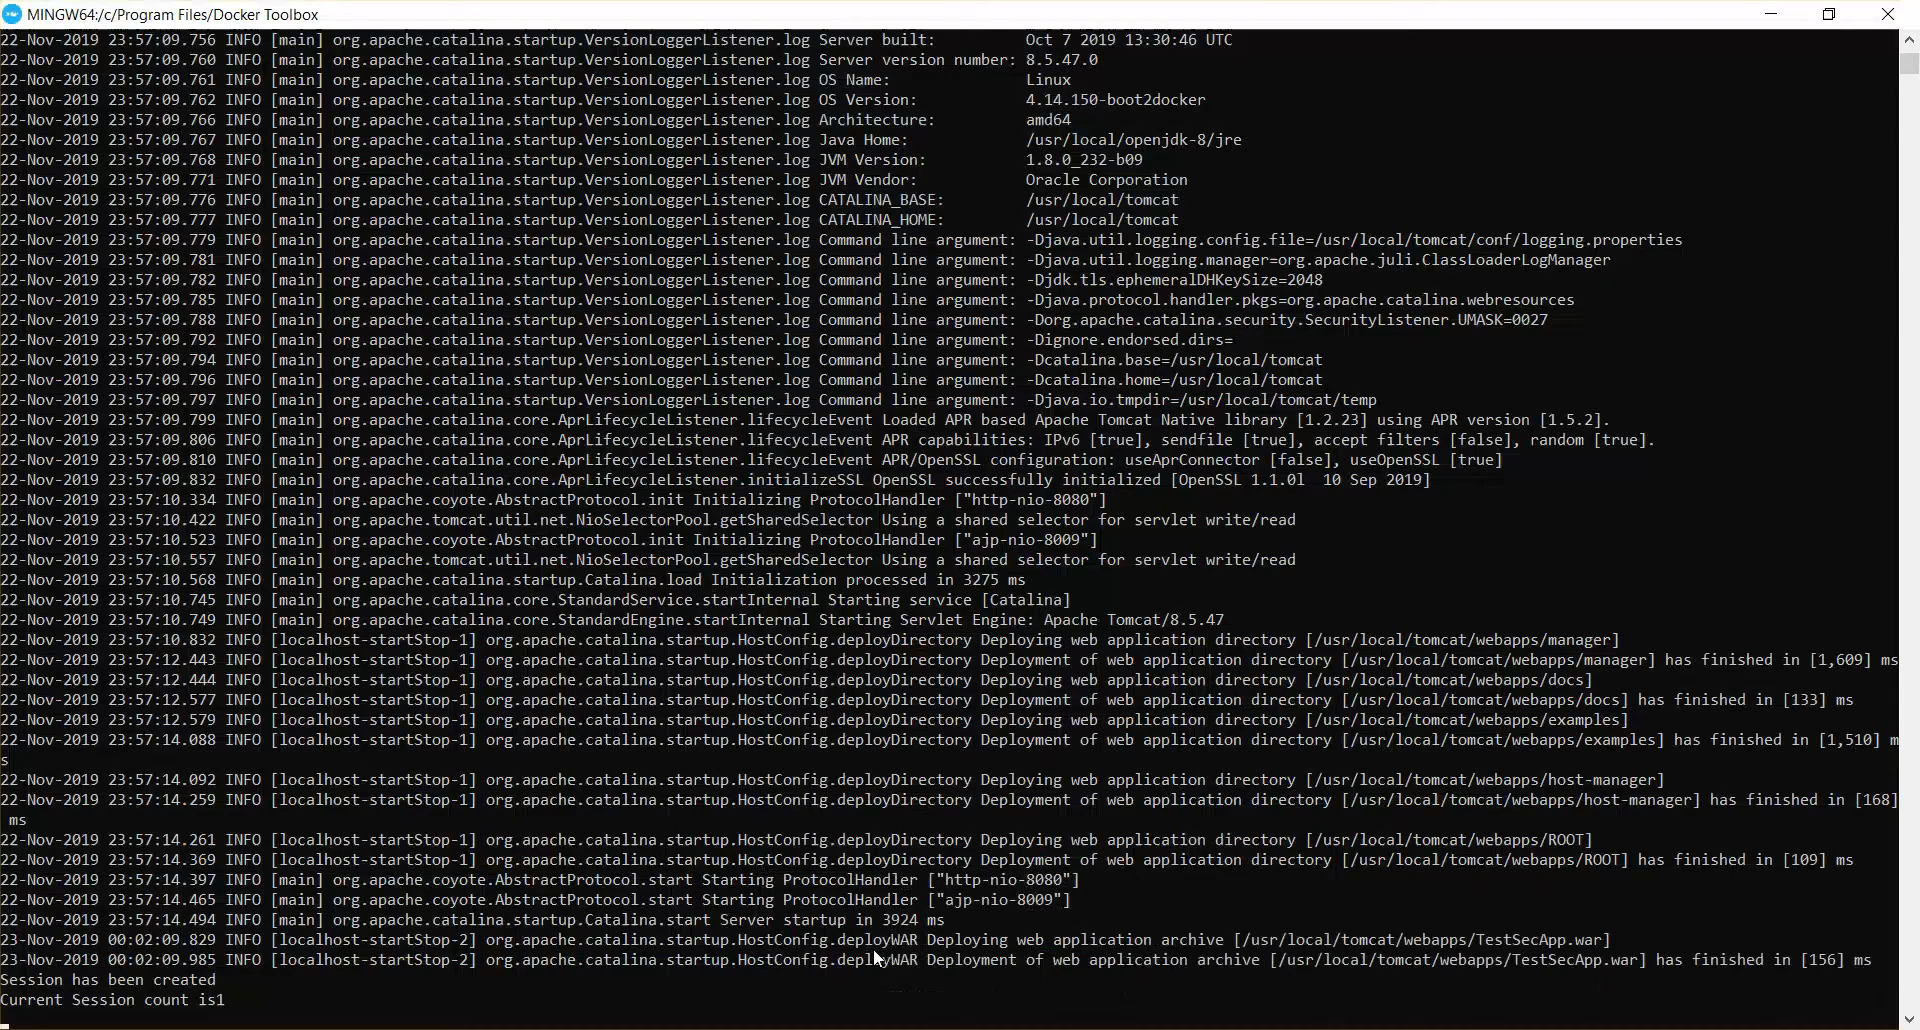 MINGW64:/c/Program Files/Docker Toolbox
22-Nov-2019 23:57:09.756 INFO [main] org.apache.catalina.startup.VersionLoggerListener.log Server built:          Oct 7 2019 13:30:46 UTC
22-Nov-2019 23:57:09.760 INFO [main] org.apache.catalina.startup.VersionLoggerListener.log Server version number: 8.5.47.0
22-Nov-2019 23:57:09.761 INFO [main] org.apache.catalina.startup.VersionLoggerListener.log OS Name:               Linux
22-Nov-2019 23:57:09.762 INFO [main] org.apache.catalina.startup.VersionLoggerListener.log OS Version:            4.14.150-boot2docker
22-Nov-2019 23:57:09.766 INFO [main] org.apache.catalina.startup.VersionLoggerListener.log Architecture:          amd64
22-Nov-2019 23:57:09.767 INFO [main] org.apache.catalina.startup.VersionLoggerListener.log Java Home:             /usr/local/openjdk-8/jre
22-Nov-2019 23:57:09.768 INFO [main] org.apache.catalina.startup.VersionLoggerListener.log JVM Version:           1.8.0_232-b09
22-Nov-2019 23:57:09.771 INFO [main] org.apache.catalina.startup.VersionLoggerListener.log JVM Vendor:            Oracle Corporation
22-Nov-2019 23:57:09.776 INFO [main] org.apache.catalina.startup.VersionLoggerListener.log CATALINA_BASE:         /usr/local/tomcat
22-Nov-2019 23:57:09.777 INFO [main] org.apache.catalina.startup.VersionLoggerListener.log CATALINA_HOME:         /usr/local/tomcat
22-Nov-2019 23:57:09.779 INFO [main] org.apache.catalina.startup.VersionLoggerListener.log Command line argument: -Djava.util.logging.config.file=/usr/local/tomcat/conf/logging.properties
22-Nov-2019 23:57:09.781 INFO [main] org.apache.catalina.startup.VersionLoggerListener.log Command line argument: -Djava.util.logging.manager=org.apache.juli.ClassLoaderLogManager
22-Nov-2019 23:57:09.782 INFO [main] org.apache.catalina.startup.VersionLoggerListener.log Command line argument: -Djdk.tls.ephemeralDHKeySize=2048
22-Nov-2019 23:57:09.785 INFO [main] org.apache.catalina.startup.VersionLoggerListener.log Command line argument: -Djava.protocol.handler.pkgs=org.apache.catalina.webresources
22-Nov-2019 23:57:09.788 INFO [main] org.apache.catalina.startup.VersionLoggerListener.log Command line argument: -Dorg.apache.catalina.security.SecurityListener.UMASK=0027
22-Nov-2019 23:57:09.792 INFO [main] org.apache.catalina.startup.VersionLoggerListener.log Command line argument: -Dignore.endorsed.dirs=
22-Nov-2019 23:57:09.794 INFO [main] org.apache.catalina.startup.VersionLoggerListener.log Command line argument: -Dcatalina.base=/usr/local/tomcat
22-Nov-2019 23:57:09.796 INFO [main] org.apache.catalina.startup.VersionLoggerListener.log Command line argument: -Dcatalina.home=/usr/local/tomcat
22-Nov-2019 23:57:09.797 INFO [main] org.apache.catalina.startup.VersionLoggerListener.log Command line argument: -Djava.io.tmpdir=/usr/local/tomcat/temp
22-Nov-2019 23:57:09.799 INFO [main] org.apache.catalina.core.AprLifecycleListener.lifecycleEvent Loaded APR based Apache Tomcat Native library [1.2.23] using APR version [1.5.2].
22-Nov-2019 23:57:09.806 INFO [main] org.apache.catalina.core.AprLifecycleListener.lifecycleEvent APR capabilities: IPv6 [true], sendfile [true], accept filters [false], random [true].
22-Nov-2019 23:57:09.810 INFO [main] org.apache.catalina.core.AprLifecycleListener.lifecycleEvent APR/OpenSSL configuration: useAprConnector [false], useOpenSSL [true]
22-Nov-2019 23:57:09.832 INFO [main] org.apache.catalina.core.AprLifecycleListener.initializeSSL OpenSSL successfully initialized [OpenSSL 1.1.0l  10 Sep 2019]
22-Nov-2019 23:57:10.334 INFO [main] org.apache.coyote.AbstractProtocol.init Initializing ProtocolHandler ["http-nio-8080"]
22-Nov-2019 23:57:10.422 INFO [main] org.apache.tomcat.util.net.NioSelectorPool.getSharedSelector Using a shared selector for servlet write/read
22-Nov-2019 23:57:10.523 INFO [main] org.apache.coyote.AbstractProtocol.init Initializing ProtocolHandler ["ajp-nio-8009"]
22-Nov-2019 23:57:10.557 INFO [main] org.apache.tomcat.util.net.NioSelectorPool.getSharedSelector Using a shared selector for servlet write/read
22-Nov-2019 23:57:10.568 INFO [main] org.apache.catalina.startup.Catalina.load Initialization processed in 3275 ms
22-Nov-2019 23:57:10.745 INFO [main] org.apache.catalina.core.StandardService.startInternal Starting service [Catalina]
22-Nov-2019 23:57:10.749 INFO [main] org.apache.catalina.core.StandardEngine.startInternal Starting Servlet Engine: Apache Tomcat/8.5.47
22-Nov-2019 23:57:10.832 INFO [localhost-startStop-1] org.apache.catalina.startup.HostConfig.deployDirectory Deploying web application directory [/usr/local/tomcat/webapps/manager]
22-Nov-2019 23:57:12.443 INFO [localhost-startStop-1] org.apache.catalina.startup.HostConfig.deployDirectory Deployment of web application directory [/usr/local/tomcat/webapps/manager] has finished in [1,609] ms
22-Nov-2019 23:57:12.444 INFO [localhost-startStop-1] org.apache.catalina.startup.HostConfig.deployDirectory Deploying web application directory [/usr/local/tomcat/webapps/docs]
22-Nov-2019 23:57:12.577 INFO [localhost-startStop-1] org.apache.catalina.startup.HostConfig.deployDirectory Deployment of web application directory [/usr/local/tomcat/webapps/docs] has finished in [133] ms
22-Nov-2019 23:57:12.579 INFO [localhost-startStop-1] org.apache.catalina.startup.HostConfig.deployDirectory Deploying web application directory [/usr/local/tomcat/webapps/examples]
22-Nov-2019 23:57:14.088 INFO [localhost-startStop-1] org.apache.catalina.startup.HostConfig.deployDirectory Deployment of web application directory [/usr/local/tomcat/webapps/examples] has finished in [1,510] m
s
22-Nov-2019 23:57:14.092 INFO [localhost-startStop-1] org.apache.catalina.startup.HostConfig.deployDirectory Deploying web application directory [/usr/local/tomcat/webapps/host-manager]
22-Nov-2019 23:57:14.259 INFO [localhost-startStop-1] org.apache.catalina.startup.HostConfig.deployDirectory Deployment of web application directory [/usr/local/tomcat/webapps/host-manager] has finished in [168]
 ms
22-Nov-2019 23:57:14.261 INFO [localhost-startStop-1] org.apache.catalina.startup.HostConfig.deployDirectory Deploying web application directory [/usr/local/tomcat/webapps/ROOT]
22-Nov-2019 23:57:14.369 INFO [localhost-startStop-1] org.apache.catalina.startup.HostConfig.deployDirectory Deployment of web application directory [/usr/local/tomcat/webapps/ROOT] has finished in [109] ms
22-Nov-2019 23:57:14.397 INFO [main] org.apache.coyote.AbstractProtocol.start Starting ProtocolHandler ["http-nio-8080"]
22-Nov-2019 23:57:14.465 INFO [main] org.apache.coyote.AbstractProtocol.start Starting ProtocolHandler ["ajp-nio-8009"]
22-Nov-2019 23:57:14.494 INFO [main] org.apache.catalina.startup.Catalina.start Server startup in 3924 ms
23-Nov-2019 00:02:09.829 INFO [localhost-startStop-2] org.apache.catalina.startup.HostConfig.deployWAR Deploying web application archive [/usr/local/tomcat/webapps/TestSecApp.war]
23-Nov-2019 00:02:09.985 INFO [localhost-startStop-2] org.apache.catalina.startup.HostConfig.deployWAR Deployment of web application archive [/usr/local/tomcat/webapps/TestSecApp.war] has finished in [156] ms
Session has been created
Current Session count is1